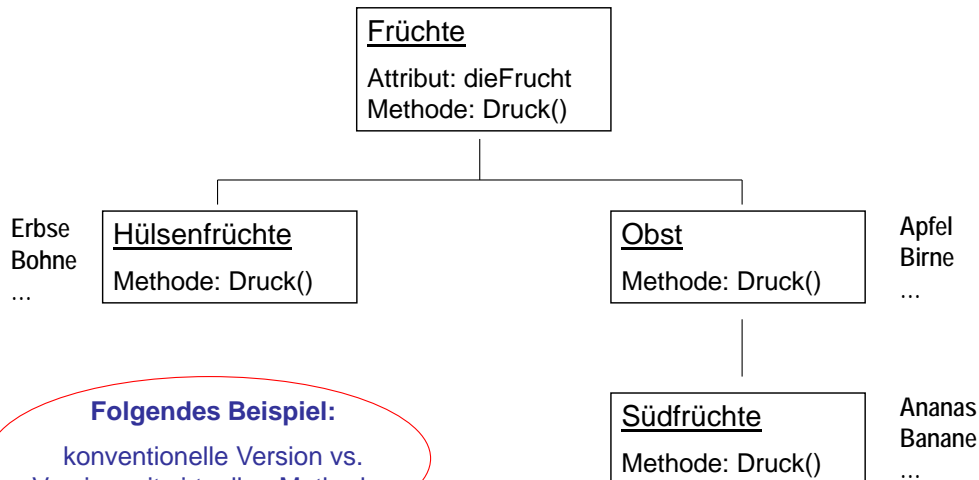 Früchte
Attribut: dieFrucht
Methode: Druck()
Erbse
Bohne
...
Hülsenfrüchte
Methode: Druck()
Obst
Methode: Druck()
Apfel
Birne
...
Folgendes Beispiel:
konventionelle Version vs.
Südfrüchte
Methode: Druck()
Ananas
Banane
...